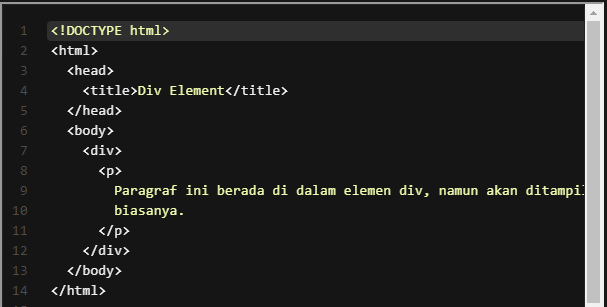 1 <!DOCTYPE html>
2 <html>
3 <head>
4 <title>Div Element</title>
5 </head>
6 <body>
7 <div>
8 <p>
9 Paragraf ini berada di dalam elemen div, namun akan
10 biasanya.
11 </p>
12 </div>
13 </body>
14 </html>